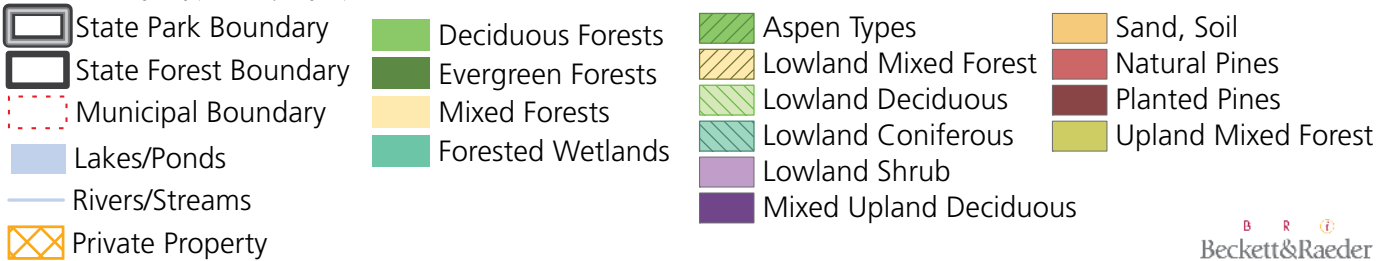 State Park Boundary
State Forest Boundary
Municipal Boundary
Lakes/Ponds
Rivers/Streams
Private Property
Deciduous Forests
Evergreen Forests
Mixed Forests
Forested Wetlands
Aspen Types
Lowland Mixed Forest
Lowland Deciduous
Lowland Coniferous
Lowland Shrub
Mixed Upland Deciduous
Sand, Soil
Natural Pines
Planted Pines
Upland Mixed Forest
B R i
Beckett&Raeder